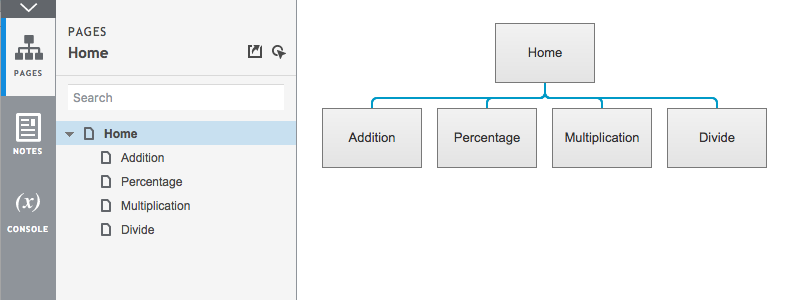 PAGES
NOTES
(x)
CONSOLE
PAGES
Home
Search
Home
Addition
Percentage
Multiplication
Divide
Home
Addition
Percentage
Multiplication
Divide